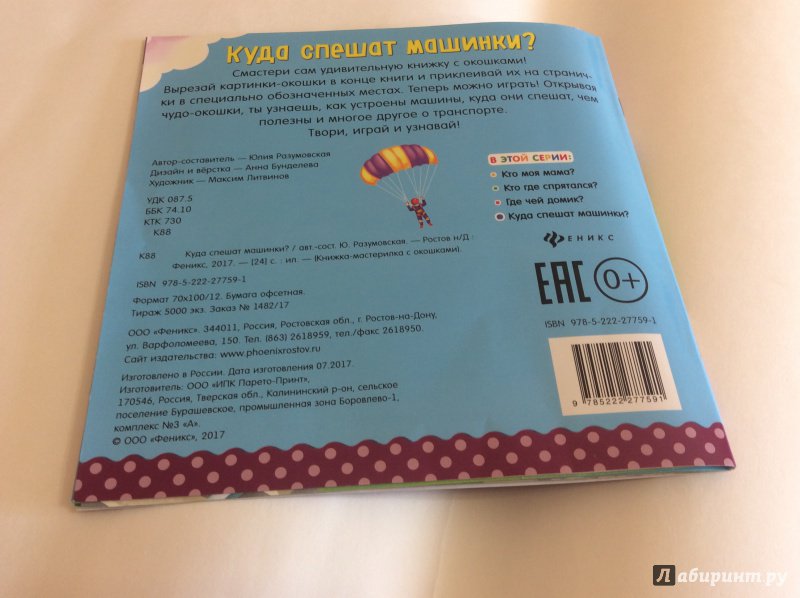 Куда спешат машинки?
Смастери сам удивительную книжку с окошками!
Вырезай картинки-окошки в конце книги и приклеивай их на странич-
ки в специально обозначенных местах. Теперь можно играть! Открывая
чудо-окошки, ты узнаешь, как устроены машины, куда они спешат, чем
полезны и многое другое о транспорте.
Твори, играй и узнавай!
Автор-составитель — Юлия Разумовская
Дизайн и вёрстка — Анна Бунделева
Художник — Максим Литвинов
УДК 087.5
ББК 74.10
КТК 730
К88
К88 Куда спешат машинки? / авт.-сост. Ю. Разумовская. — Ростов н/Д :
Феникс, 2017. — [24] с. : ил. — (Книжка-мастерилка с окошками).
ISBN 978-5-222-27759-1
Формат 70х100/12. Бумага офсетная.
Тираж 5000 экз. Заказ № 1482/17
ООО «Феникс». 344011, Россия, Ростовская обл., г. Ростов-на-Дону,
ул. Варфоломеева, 150. Тел. (863) 2618959, тел./факс 2618950.
Сайт издательства: www.phoenixrostov.ru
Изготовлено в России. Дата изготовления 07.2017.
Изготовитель: ООО «ИПК Парето-Принт»,
170546, Россия, Тверская обл., Калининский р-он, сельское
поселение Бурашевское, промышленная зона Боровлево-1,
комплекс №3 «А».
© ООО «Феникс», 2017
В ЭТОЙ СЕРИИ:
Кто моя мама?
Кто где спрятался?
Где чей домик?
Куда спешат машинки?
ФЕНИКС
EAC 0+
ISBN 978-5-222-27759-1
9 785222 277591
Лабиринт.ру